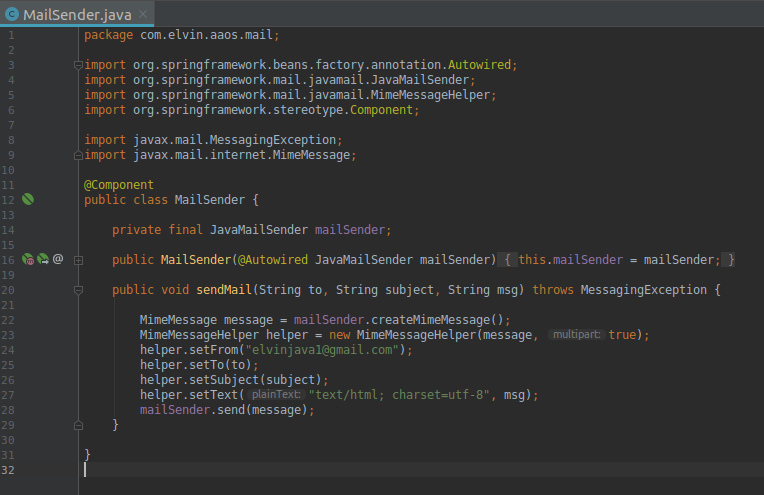 MailSender.java
1 package com.elvin.aaos.mail;
2
3 import org.springframework.beans.factory.annotation.Autowired;
4 import org.springframework.mail.javamail.JavaMailSender;
5 import org.springframework.mail.javamail.MimeMessageHelper;
6 import org.springframework.stereotype.Component;
7
8 import javax.mail.MessagingException;
9 import javax.mail.internet.MimeMessage;
10
11 @Component
12 public class MailSender {
13
14 private final JavaMailSender mailSender;
15
16 @ public MailSender(@Autowired JavaMailSender mailSender) { this.mailSender = mailSender; }
19
20 public void sendMail(String to, String subject, String msg) throws MessagingException {
21
22 MimeMessage message = mailSender.createMimeMessage();
23 MimeMessageHelper helper = new MimeMessageHelper(message, multipart: true);
24 helper.setFrom("elvinjava1@gmail.com");
25 helper.setTo(to);
26 helper.setSubject(subject);
27 helper.setText( plainText: "text/html; charset=utf-8", msg);
28 mailSender.send(message);
29 }
30
31 }
32